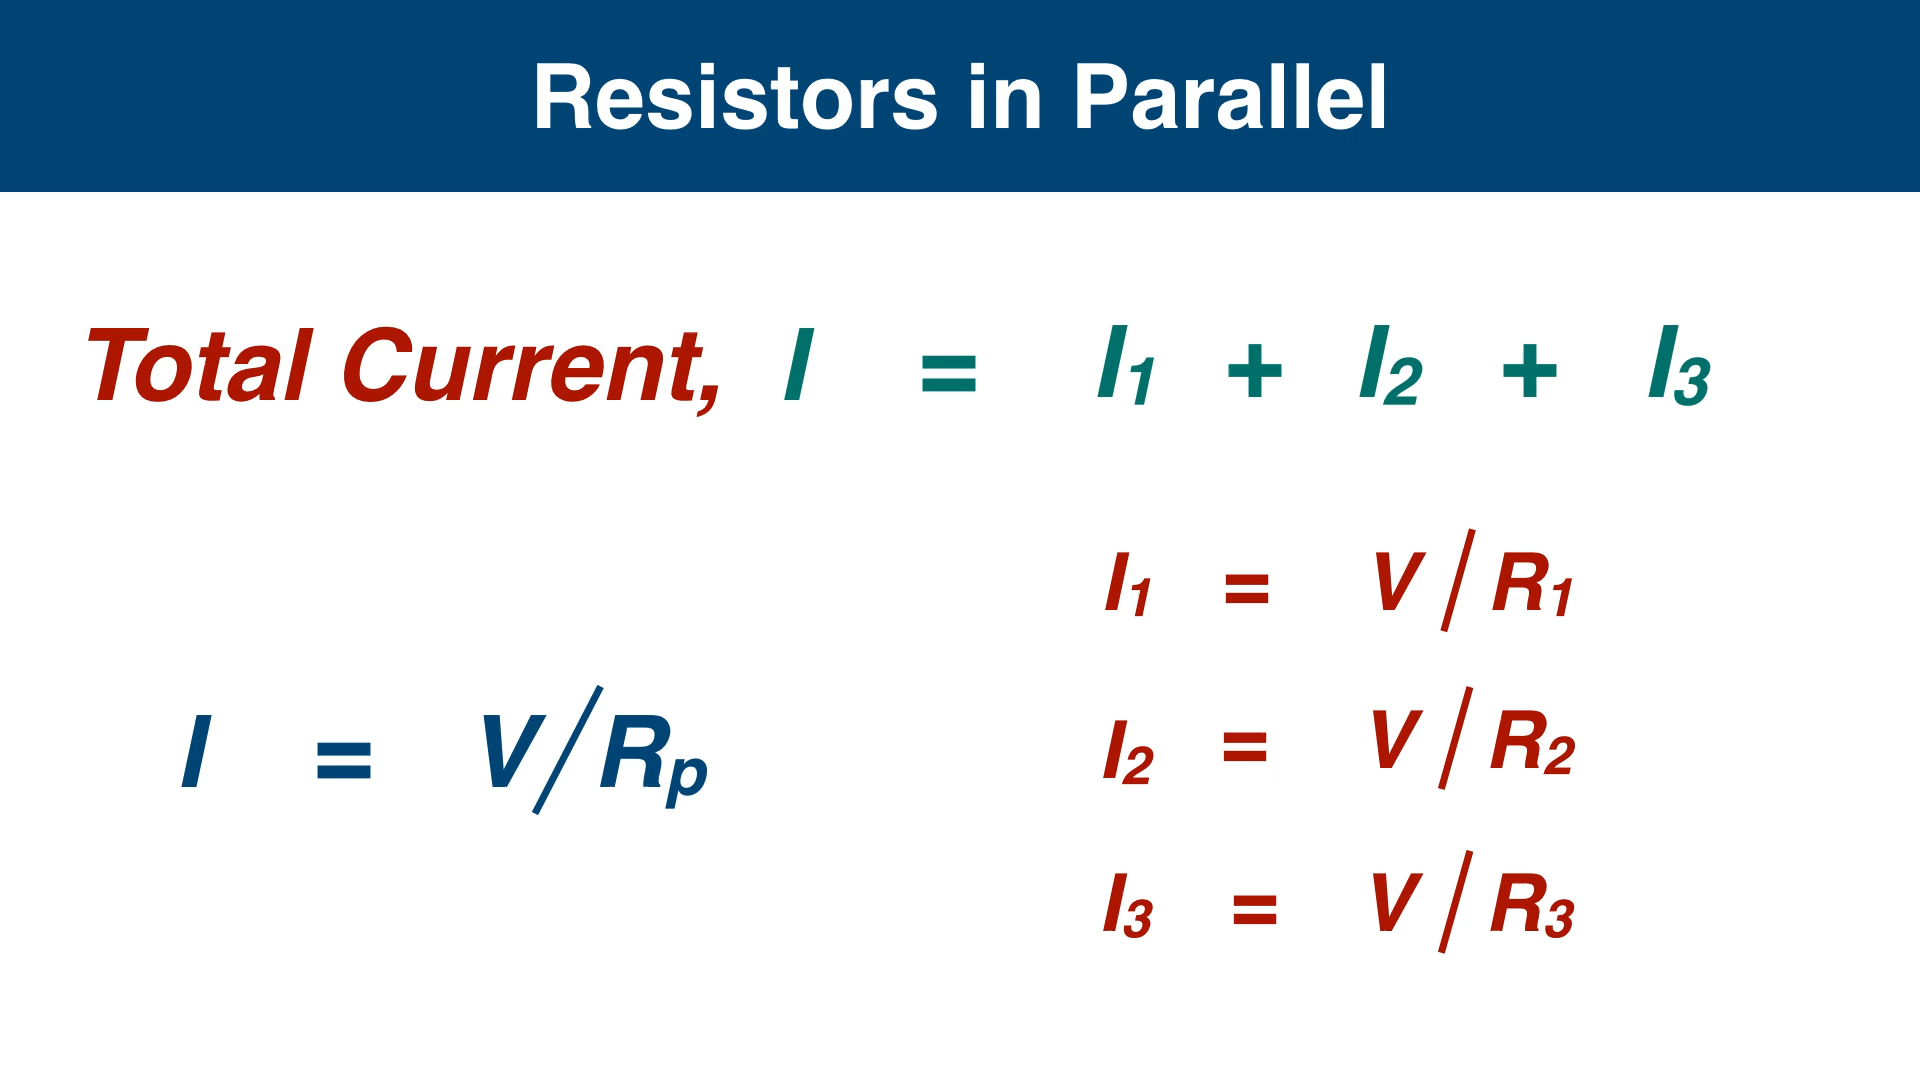 Resistors in Parallel
Total Current, I = I1 + I2 + I3
I1 = V / R1
I = V/Rp
I2 = V / R2
I3 = V / R3